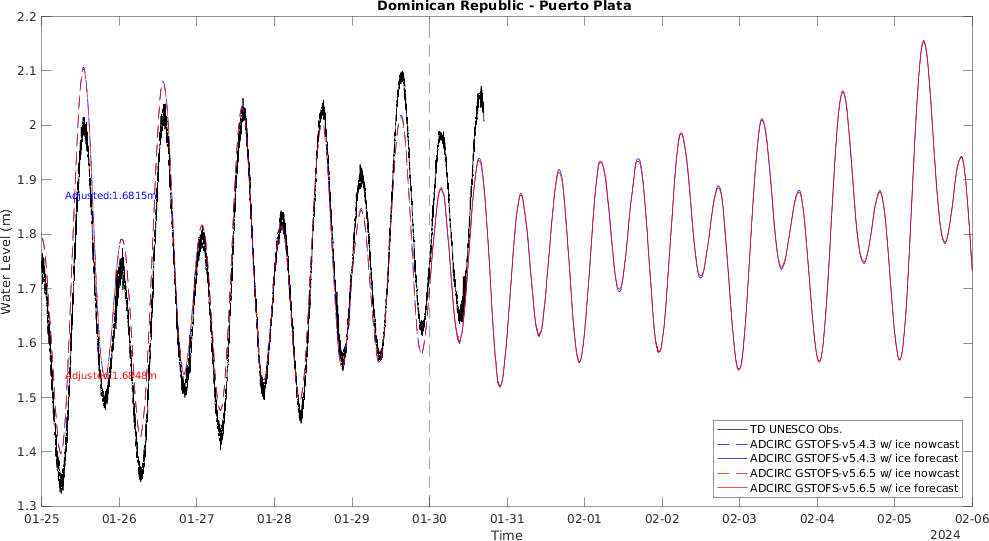 Dominican Republic - Puerto Plata
Water Level (m)
2.2
2.1
2
1.9
1.8
1.7
1.6
1.5
1.4
1.3
Adjusted:1.6815m
Adjusted:1.6848m
TD UNESCO Obs.
ADCIRC GSTOFS-v5.4.3 w/ ice nowcast
ADCIRC GSTOFS-v5.4.3 w/ ice forecast
ADCIRC GSTOFS-v5.6.5 w/ ice nowcast
ADCIRC GSTOFS-v5.6.5 w/ ice forecast
01-25 01-26 01-27 01-28 01-29 01-30 01-31 02-01 02-02 02-03 02-04 02-05 02-06
Time
2024